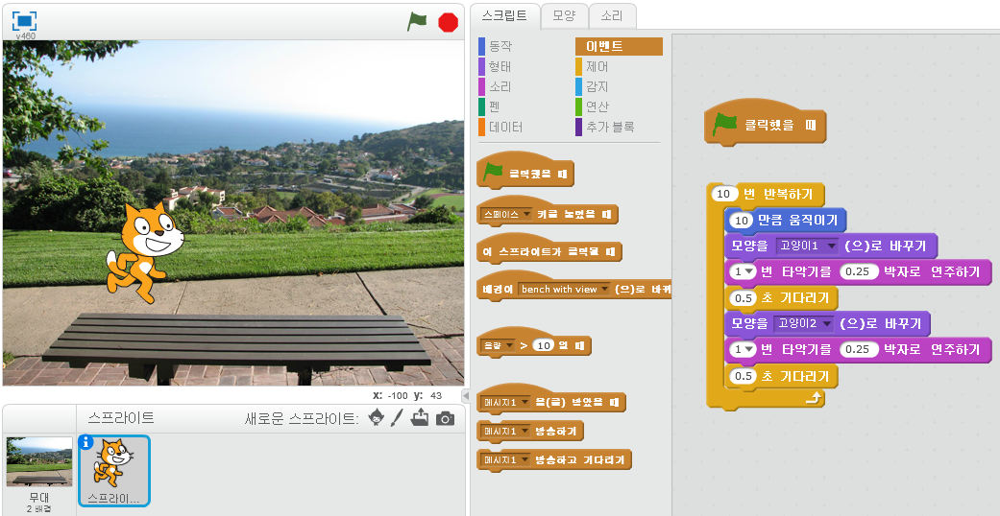 v460
스크립트 모양 소리
동작 이벤트
형태 제어
소리 감지
펜 연산
데이터 추가 블록
클릭했을 때
스페이스 키를 눌렀을 때
이 스프라이트가 클릭될 때
배경이 bench with view (으)로 바뀌
음량 > 10 일 때
메시지1 을(를) 받았을 때
메시지1 방송하기
메시지1 방송하고 기다리기
클릭했을 때
10 번 반복하기
10 만큼 움직이기
모양을 고양이1 (으)로 바꾸기
1 번 타악기를 0.25 박자로 연주하기
0.5 초 기다리기
모양을 고양이2 (으)로 바꾸기
1 번 타악기를 0.25 박자로 연주하기
0.5 초 기다리기
x: -100 y: 43
스프라이트 새로운 스프라이트:
무대
2 배경
스프라이...